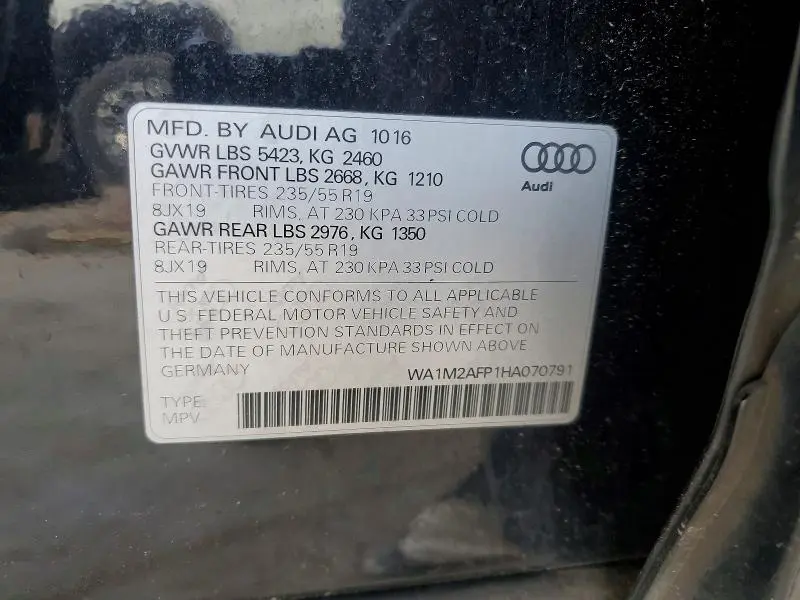 MFD. BY AUDI AG 10 16
GVWR LBS 5423, KG 2460
GAWR FRONT LBS 2668, KG 1210
FRONT-TIRES 235/55 R19
8JX19 RIMS, AT 230 KPA 33 PSI COLD
GAWR REAR LBS 2976, KG 1350
REAR-TIRES 235/55 R19
8JX19 RIMS, AT 230 KPA 33 PSI COLD
Audi
THIS VEHICLE CONFORMS TO ALL APPLICABLE
U.S. FEDERAL MOTOR VEHICLE SAFETY AND
THEFT PREVENTION STANDARDS IN EFFECT ON
THE DATE OF MANUFACTURE SHOWN ABOVE
GERMANY WA1M2AFP1HA070791
TYPE:
MPV